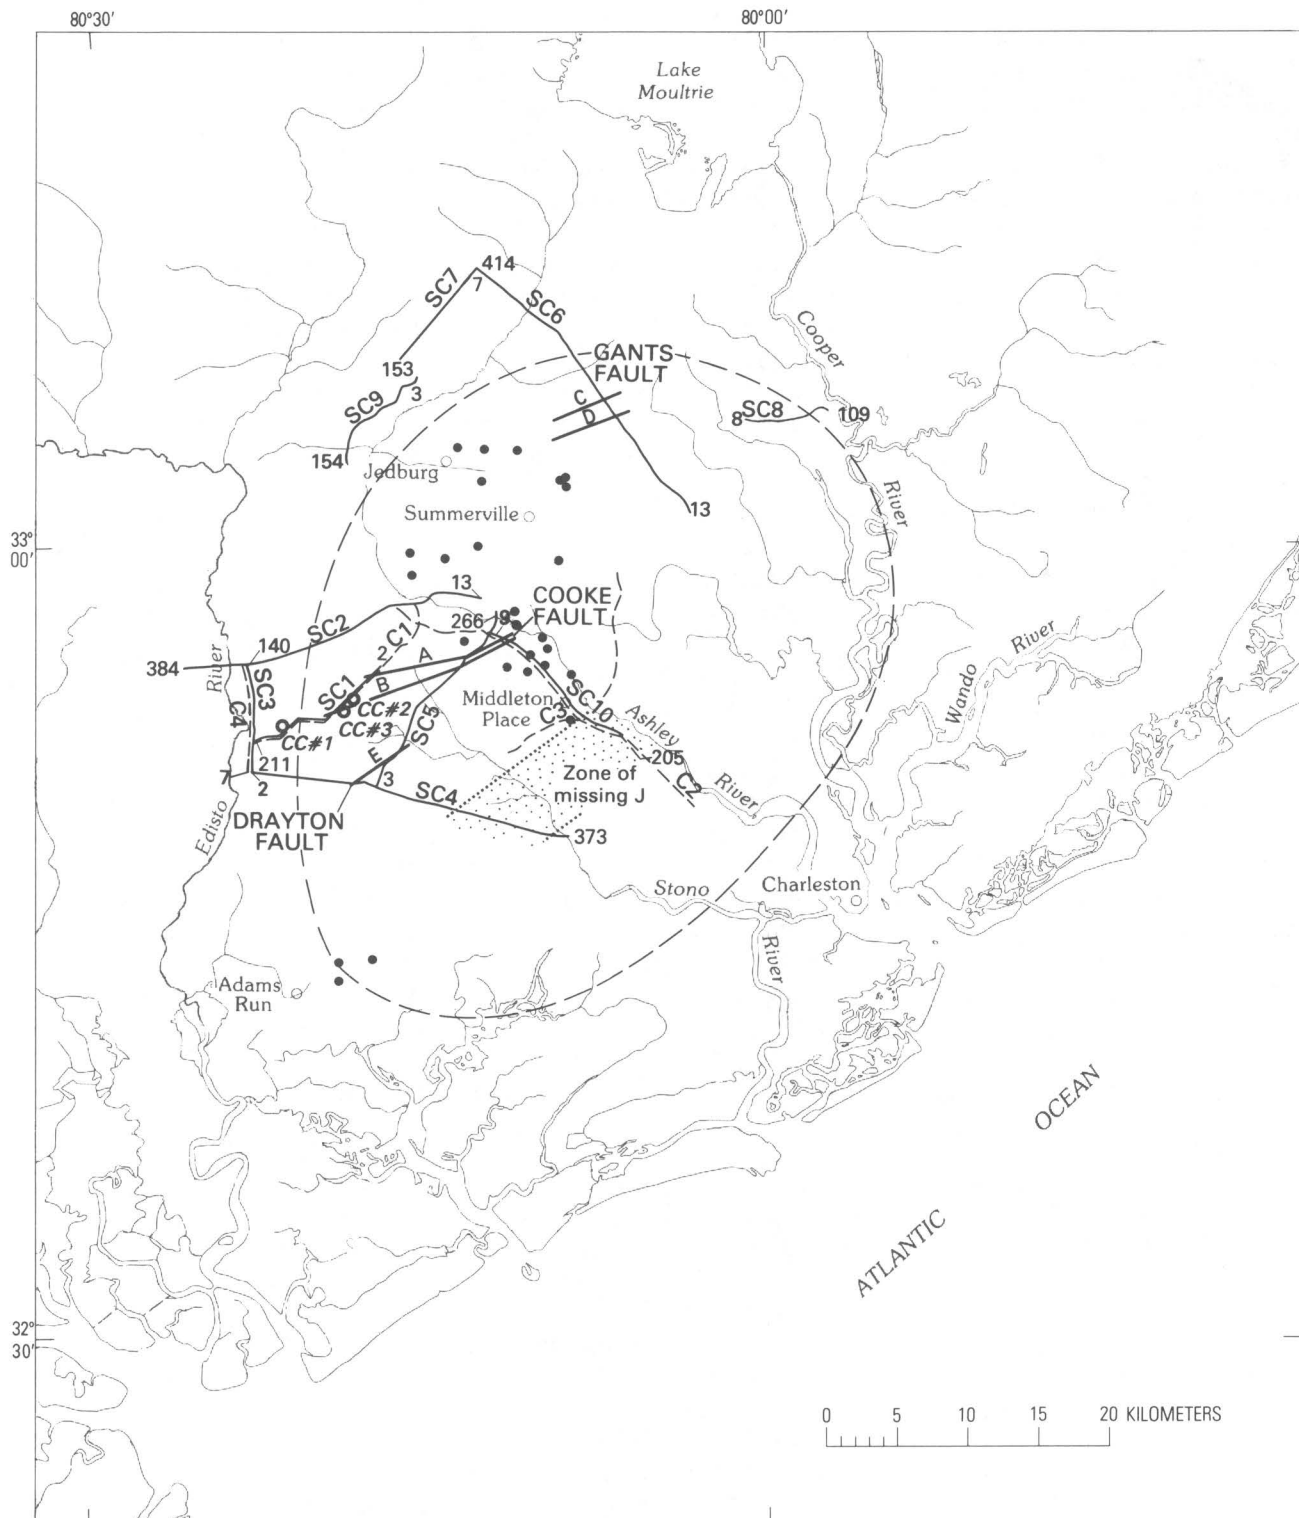 80°30′
80°00′
Lake
Moultrie
414
SC7
7
SC6
Cooper
GANTS
FAULT
153
3
C
SC9
D
8
SC8
109
154
Jedburg
River
Summerville
13
33°
00′
13
COOKE
FAULT
266
9
SC2
C1
140
2
A
River
384
River
SC3
B
SC1
Wando
Middleton
Place
SC10
C4
CC#2
SC5
C3
Ashley
CC#3
CC#1
E
205
211
Zone of
missing J
7
2
3
SC4
C2
River
DRAYTON
FAULT
Edisto
373
Stono
Charleston
River
Adams
Run
OCEAN
ATLANTIC
32°
30′
0 5 10 15 20 KILOMETERS